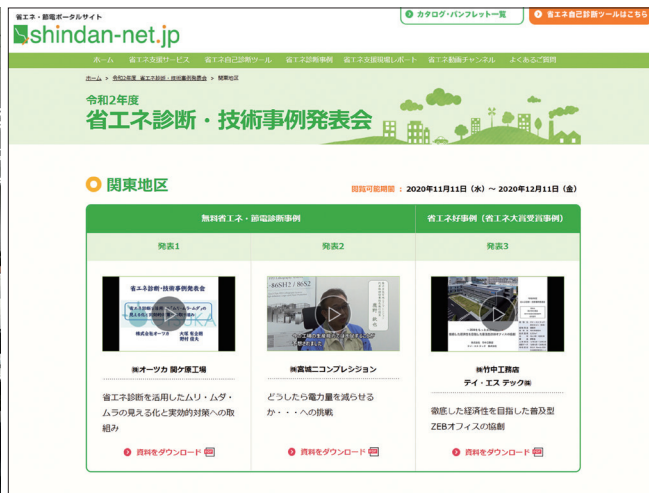 省エネ・節電ポータルサイト
shindan-net.jp
カタログ・パンフレット一覧
省エネ自己診断ツールはこちら
ホーム 省エネ支援サービス 省エネ自己診断ツール 省エネ診断事例 省エネ支援現場レポート 省エネ動画チャンネル よくあるご質問
ホーム > 令和2年度 省エネ診断・技術事例発表会 > 関東地区
令和2年度
省エネ診断・技術事例発表会
関東地区
閲覧可能期間 : 2020年11月11日（水）～ 2020年12月11日（金）
無料省エネ・節電診断事例
省エネ好事例（省エネ大賞受賞事例）
発表1
発表2
発表3
省エネ診断・技術事例発表会
株式会社オーツカ
-86SH2 / 86S2
㈱オーツカ 関ケ原工場
㈱宮城ニコンプレシジョン
㈱竹中工務店
テイ・エス テック㈱
省エネ診断を活用したムリ・ムダ・
ムラの見える化と実効的対策への取
組み
どうしたら電力量を減らせる
か・・・への挑戦
徹底した経済性を目指した普及型
ZEBオフィスの協創
資料をダウンロード
資料をダウンロード
資料をダウンロード